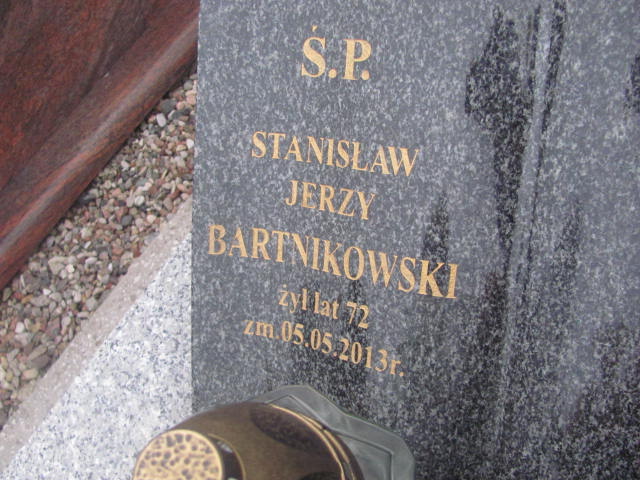 Ś.P.
STANISŁAW
JERZY
BARTNIKOWSKI
żył lat 72
zm.05.05.2013r.